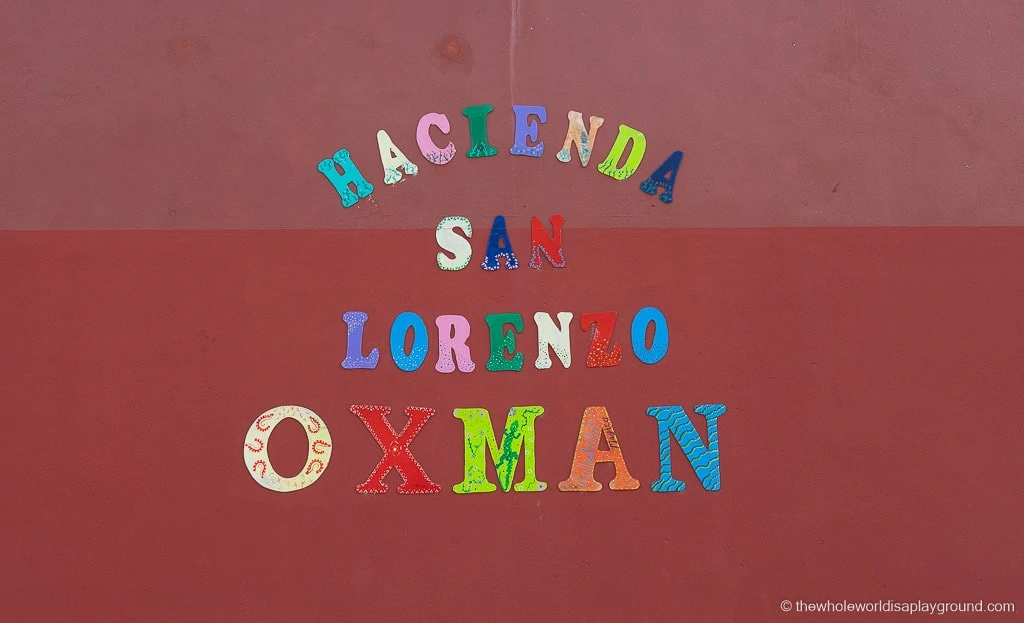 HACIENDA
SAN
LORENZO
OXMAN
© thewholeworldisaplayground.com